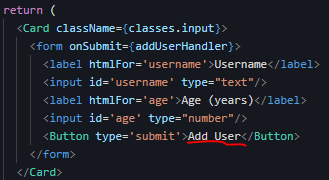 return (
<Card className={classes.input}>
<form onSubmit={addUserHandler}>
<label htmlFor='username'>Username</label>
<input id='username' type="text"/>
<label htmlFor='age'>Age (years)</label>
<input id='age' type="number"/>
<Button type='submit'>Add User</Button>
</form>
</Card>